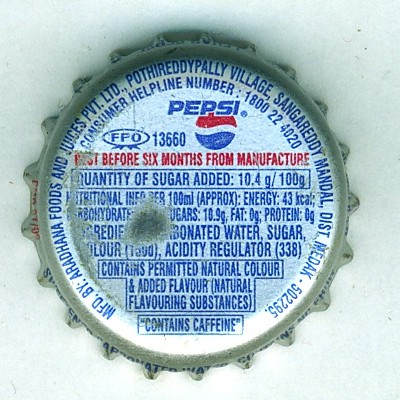 MFD. BY: ARADHANA FOODS AND JUICES PVT. LTD., POTHIREDDYPALLY VILLAGE, SANGAREDDY MANDAL, DIST. MEDAK - 502295.
CONSUMER HELPLINE NUMBER: 1800 22 4020
PEPSI
FPO 13660
BEFORE SIX MONTHS FROM MANUFACTURE
QUANTITY OF SUGAR ADDED: 10.4 g/ 100g
NUTRITIONAL INFO PER 100ml (APPROX): ENERGY: 43 kcal;
CARBOHYDRATE: SUGARS: 10.9g, FAT: 0g; PROTEIN: 0g
CARBONATED WATER, SUGAR,
COLOUR (150d), ACIDITY REGULATOR (338)
CONTAINS PERMITTED NATURAL COLOUR
& ADDED FLAVOUR (NATURAL
FLAVOURING SUBSTANCES)
"CONTAINS CAFFEINE"